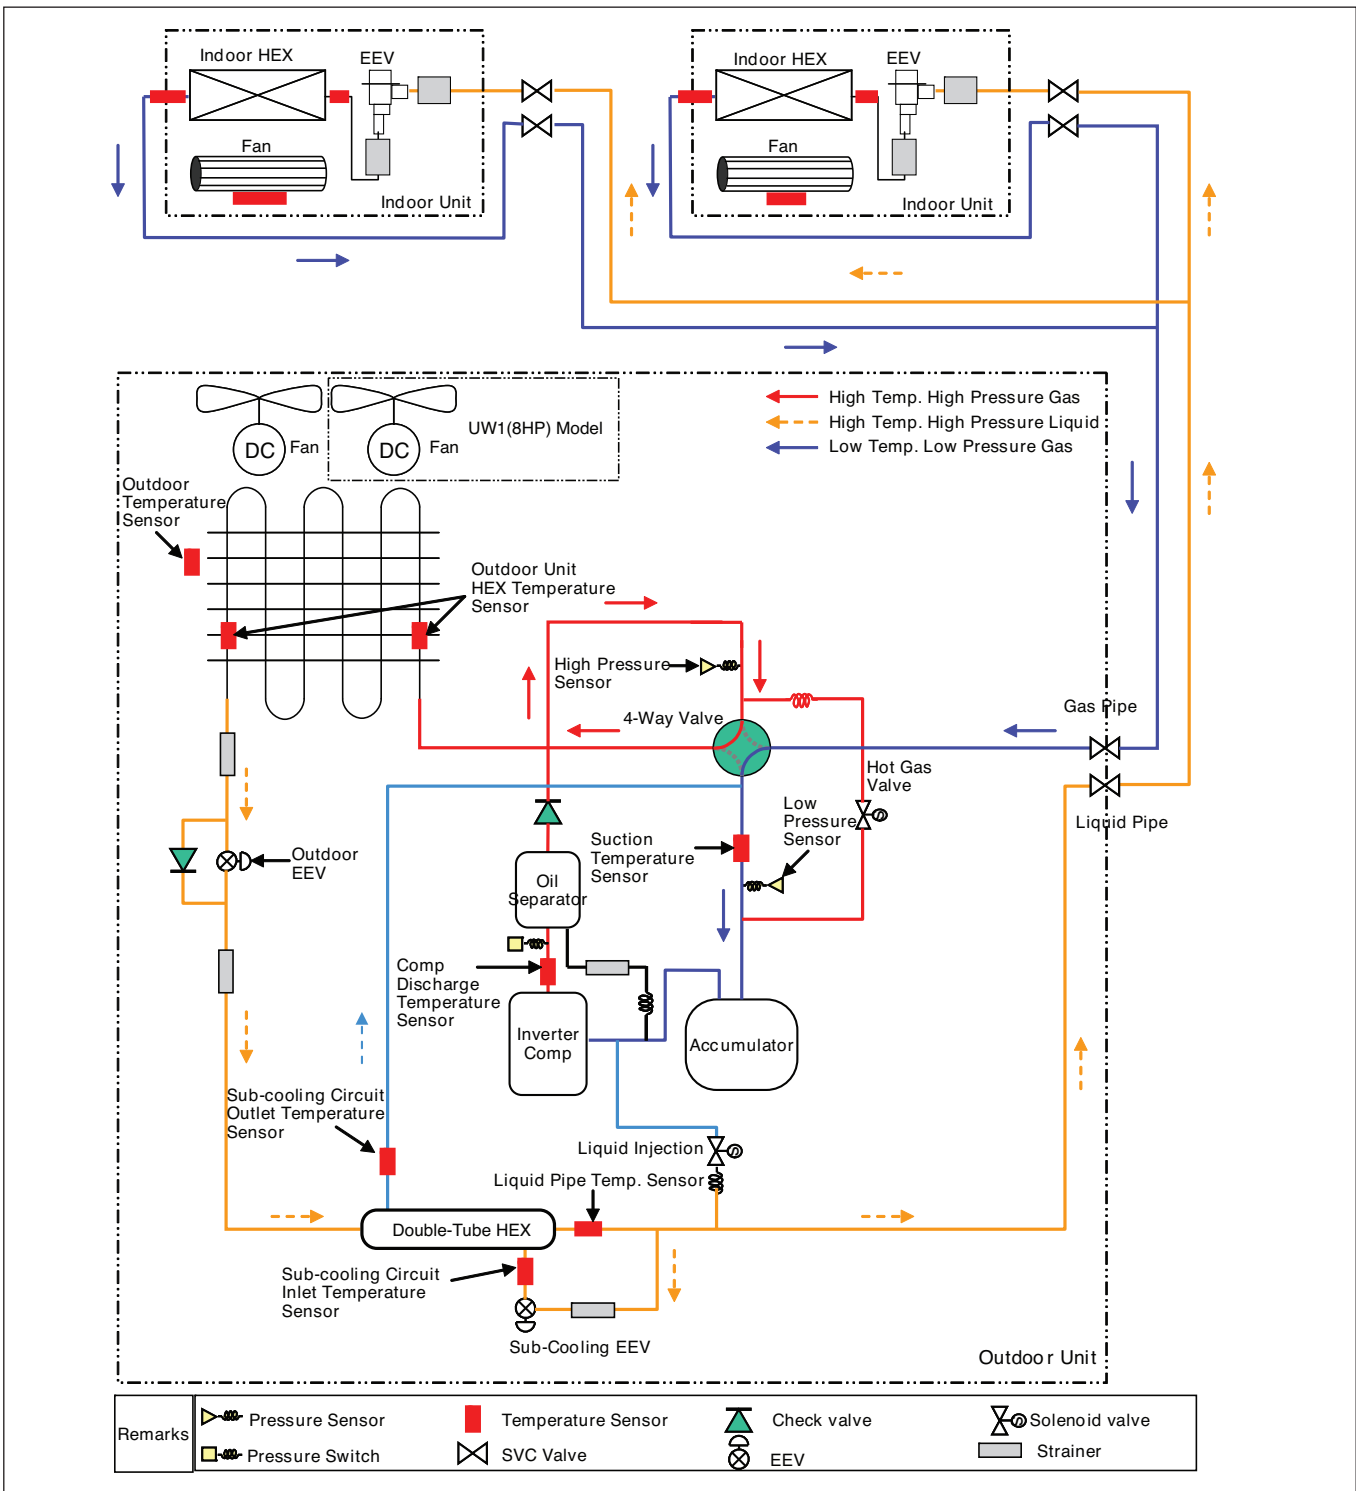 Indoor HEX
EEV
Fan
Indoor Unit
Indoor HEX
EEV
Fan
Indoor Unit
DC
Fan
DC
Fan
UW1(8HP) Model
High Temp. High Pressure Gas
High Temp. High Pressure Liquid
Low Temp. Low Pressure Gas
Outdoor
Temperature
Sensor
Outdoor Unit
HEX Temperature
Sensor
High Pressure
Sensor
4-Way Valve
Gas Pipe
Hot Gas
Valve
Liquid Pipe
Low
Pressure
Sensor
Suction
Temperature
Sensor
Outdoor
EEV
Oil
Separator
Comp
Discharge
Temperature
Sensor
Inverter
Comp
Accumulator
Sub-cooling Circuit
Outlet Temperature
Sensor
Liquid Injection
Liquid Pipe Temp. Sensor
Double-Tube HEX
Sub-cooling Circuit
Inlet Temperature
Sensor
Sub-Cooling EEV
Outdoor Unit
Remarks
Pressure Sensor
Temperature Sensor
Check valve
Solenoid valve
Pressure Switch
SVC Valve
EEV
Strainer